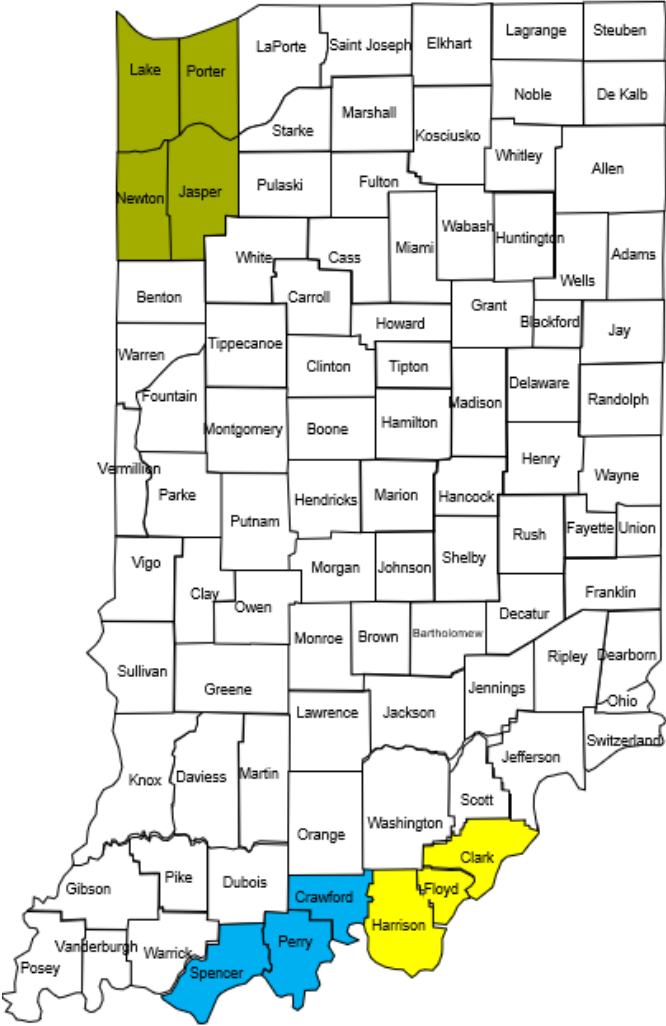 Lake
Porter
LaPorte
Saint Joseph
Elkhart
Lagrange
Steuben
Noble
De Kalb
Starke
Marshall
Kosciusko
Whitley
Allen
Newton
Jasper
Pulaski
Fulton
White
Cass
Miami
Wabash
Huntington
Wells
Adams
Benton
Carroll
Howard
Grant
Blackford
Jay
Warren
Tippecanoe
Clinton
Tipton
Fountain
Montgomery
Boone
Hamilton
Madison
Delaware
Randolph
Vermillion
Parke
Putnam
Hendricks
Marion
Hancock
Henry
Wayne
Vigo
Clay
Owen
Morgan
Johnson
Shelby
Rush
Fayette
Union
Franklin
Sullivan
Greene
Monroe
Brown
Bartholomew
Decatur
Ripley
Dearborn
Ohio
Lawrence
Jackson
Jennings
Switzerland
Jefferson
Knox
Daviess
Martin
Orange
Washington
Scott
Clark
Gibson
Pike
Dubois
Crawford
Floyd
Harrison
Posey
Vanderburgh
Warrick
Spencer
Perry